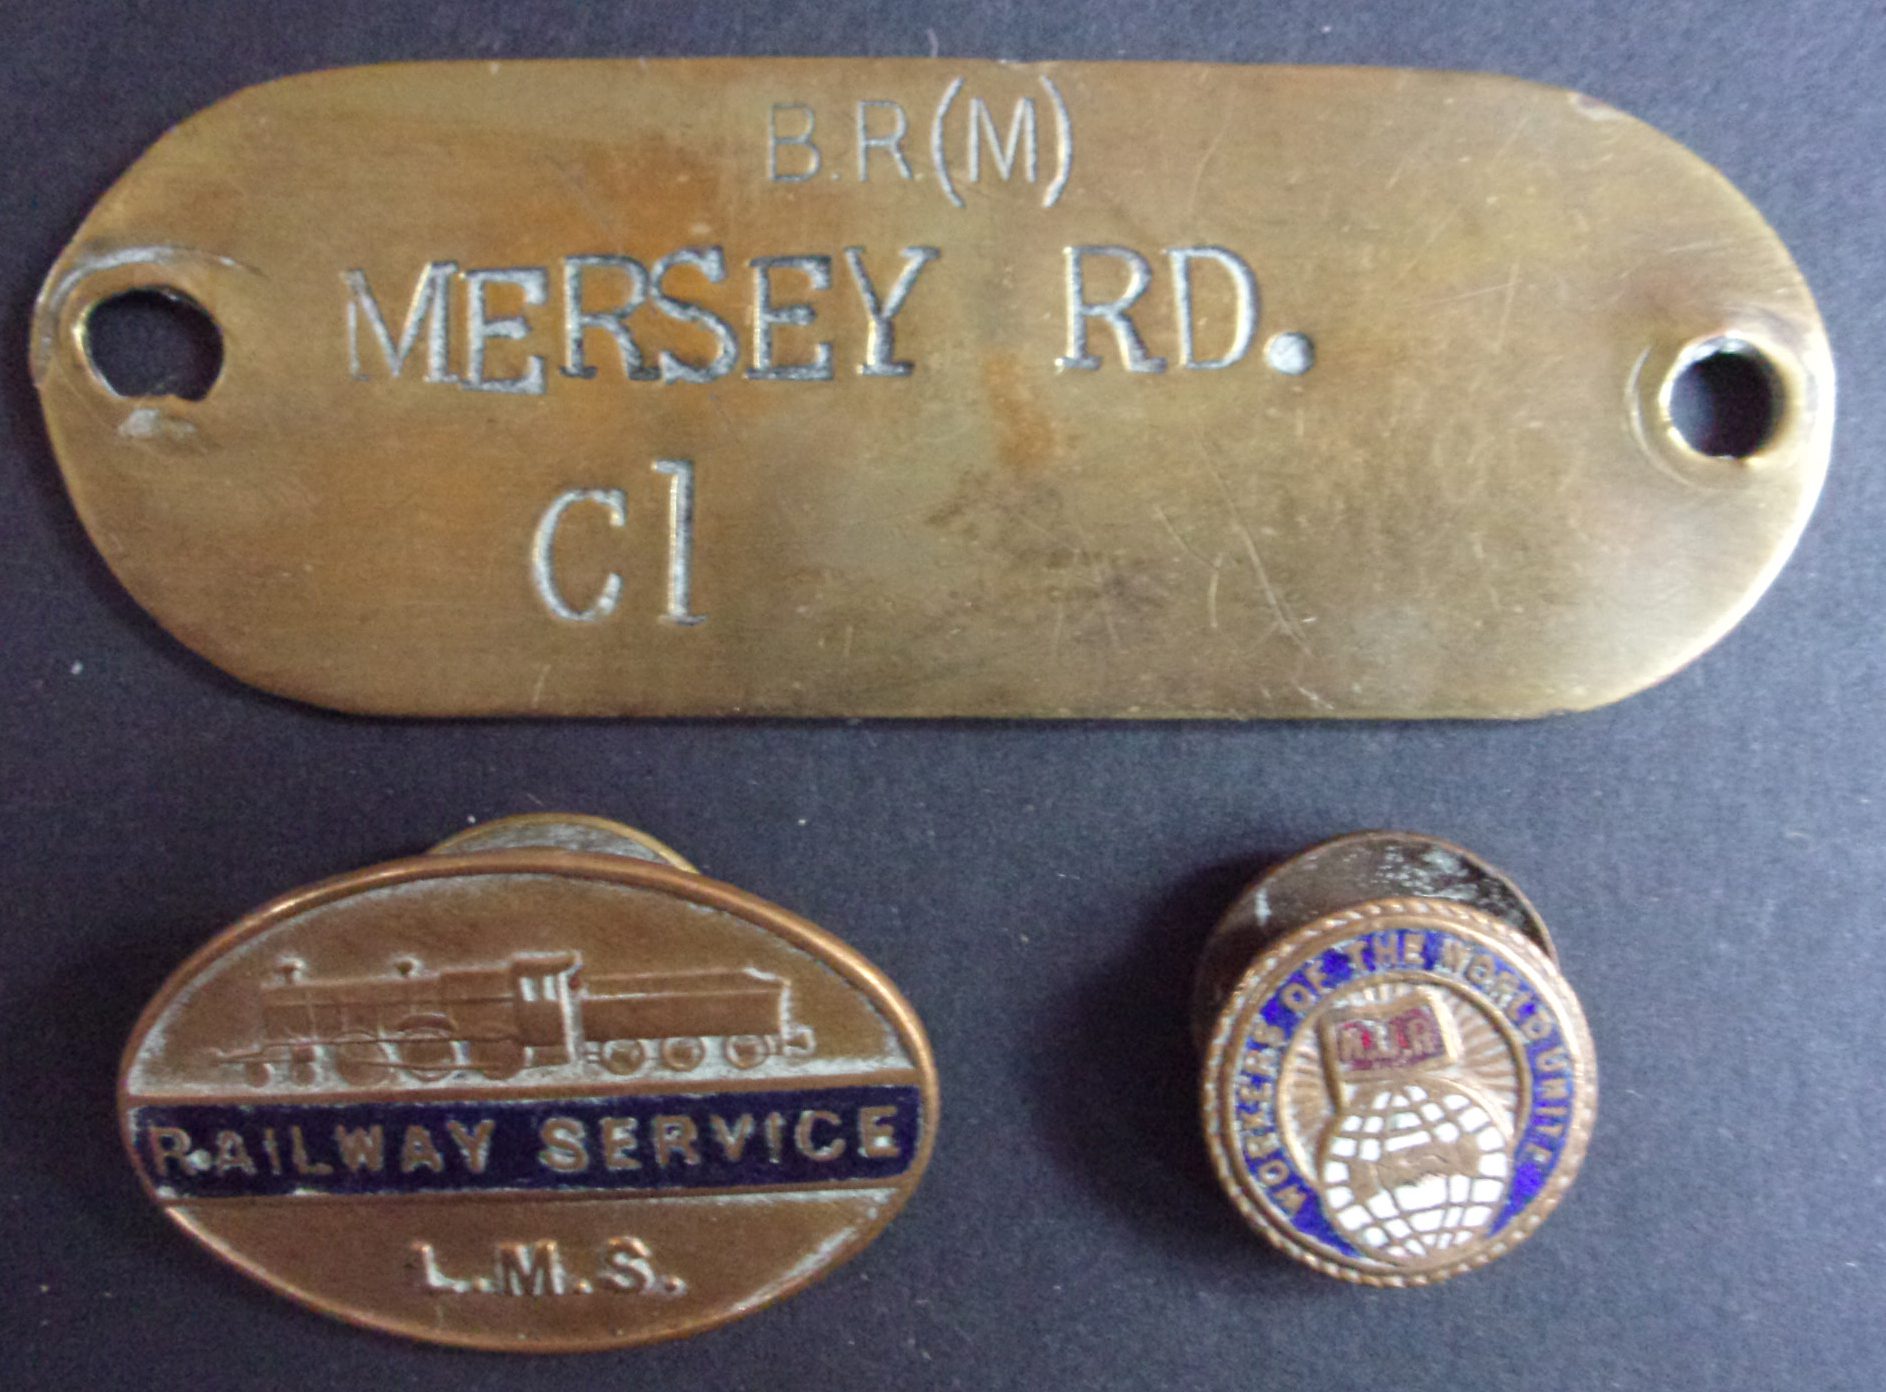 B.R.(M)
MERSEY RD.
Cl
RAILWAY SERVICE
L.M.S.
WORKERS OF THE WORLD UNITE